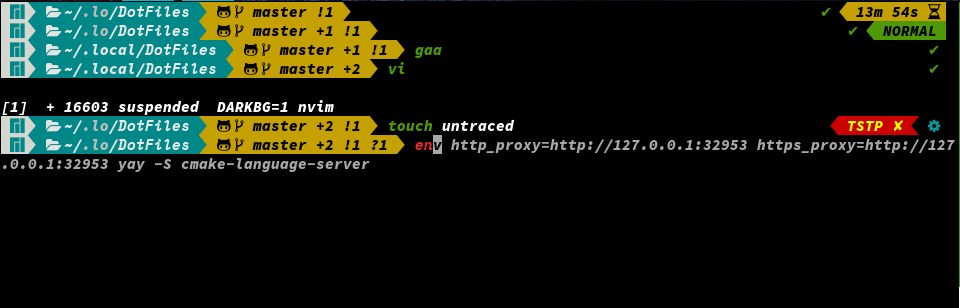 ~/.lo/DotFiles master !1 ✔ 13m 54s
~/.lo/DotFiles master +1 !1 ✔ NORMAL
~/.local/DotFiles master +1 !1 gaa ✔
~/.local/DotFiles master +2 vi ✔
[1] + 16603 suspended DARKBG=1 nvim
~/.lo/DotFiles master +2 !1 touch untraced TSTP ✘
~/.lo/DotFiles master +2 !1 ?1 env http_proxy=http://127.0.0.1:32953 https_proxy=http://127
.0.0.1:32953 yay -S cmake-language-server